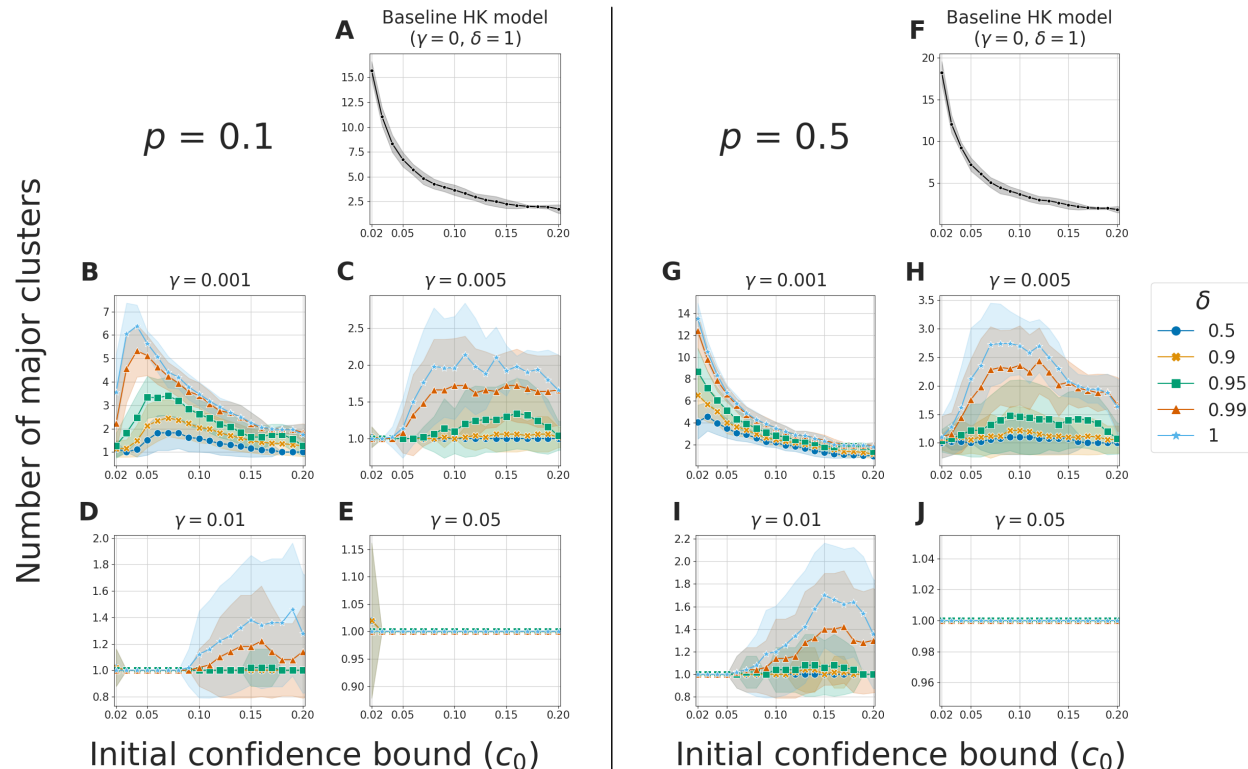 Number of major clusters
p = 0.1
A
Baseline HK model
(γ = 0, δ = 1)
15.0
12.5
10.0
7.5
5.0
2.5
0.02 0.05 0.10 0.15 0.20
B
γ = 0.001
7
6
5
4
3
2
1
0.02 0.05 0.10 0.15 0.20
C
γ = 0.005
2.5
2.0
1.5
1.0
0.02 0.05 0.10 0.15 0.20
D
γ = 0.01
2.0
1.8
1.6
1.4
1.2
1.0
0.8
0.02 0.05 0.10 0.15 0.20
E
γ = 0.05
1.15
1.10
1.05
1.00
0.95
0.90
0.02 0.05 0.10 0.15 0.20
Initial confidence bound (c₀)
p = 0.5
F
Baseline HK model
(γ = 0, δ = 1)
20
15
10
5
0.02 0.05 0.10 0.15 0.20
G
γ = 0.001
14
12
10
8
6
4
2
0.02 0.05 0.10 0.15 0.20
H
γ = 0.005
3.5
3.0
2.5
2.0
1.5
1.0
0.02 0.05 0.10 0.15 0.20
I
γ = 0.01
2.2
2.0
1.8
1.6
1.4
1.2
1.0
0.8
0.02 0.05 0.10 0.15 0.20
J
γ = 0.05
1.04
1.02
1.00
0.98
0.96
0.02 0.05 0.10 0.15 0.20
Initial confidence bound (c₀)
δ
0.5
0.9
0.95
0.99
1